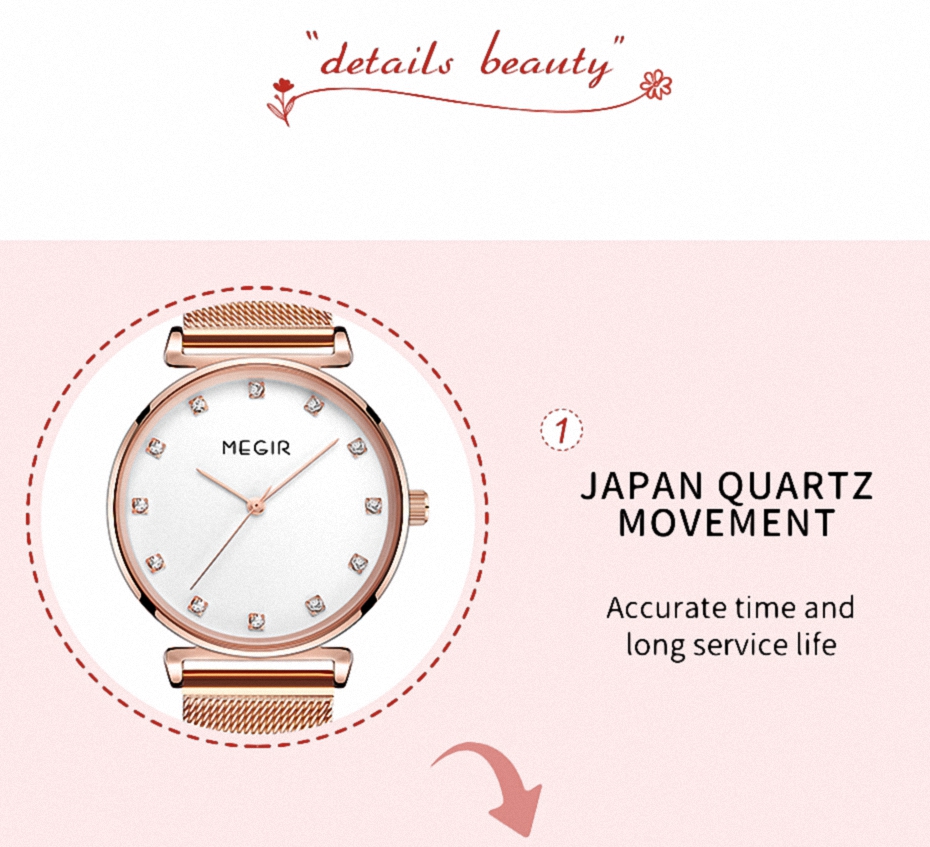 "details beauty"
MEGIR
1
JAPAN QUARTZ
MOVEMENT
Accurate time and
long service life